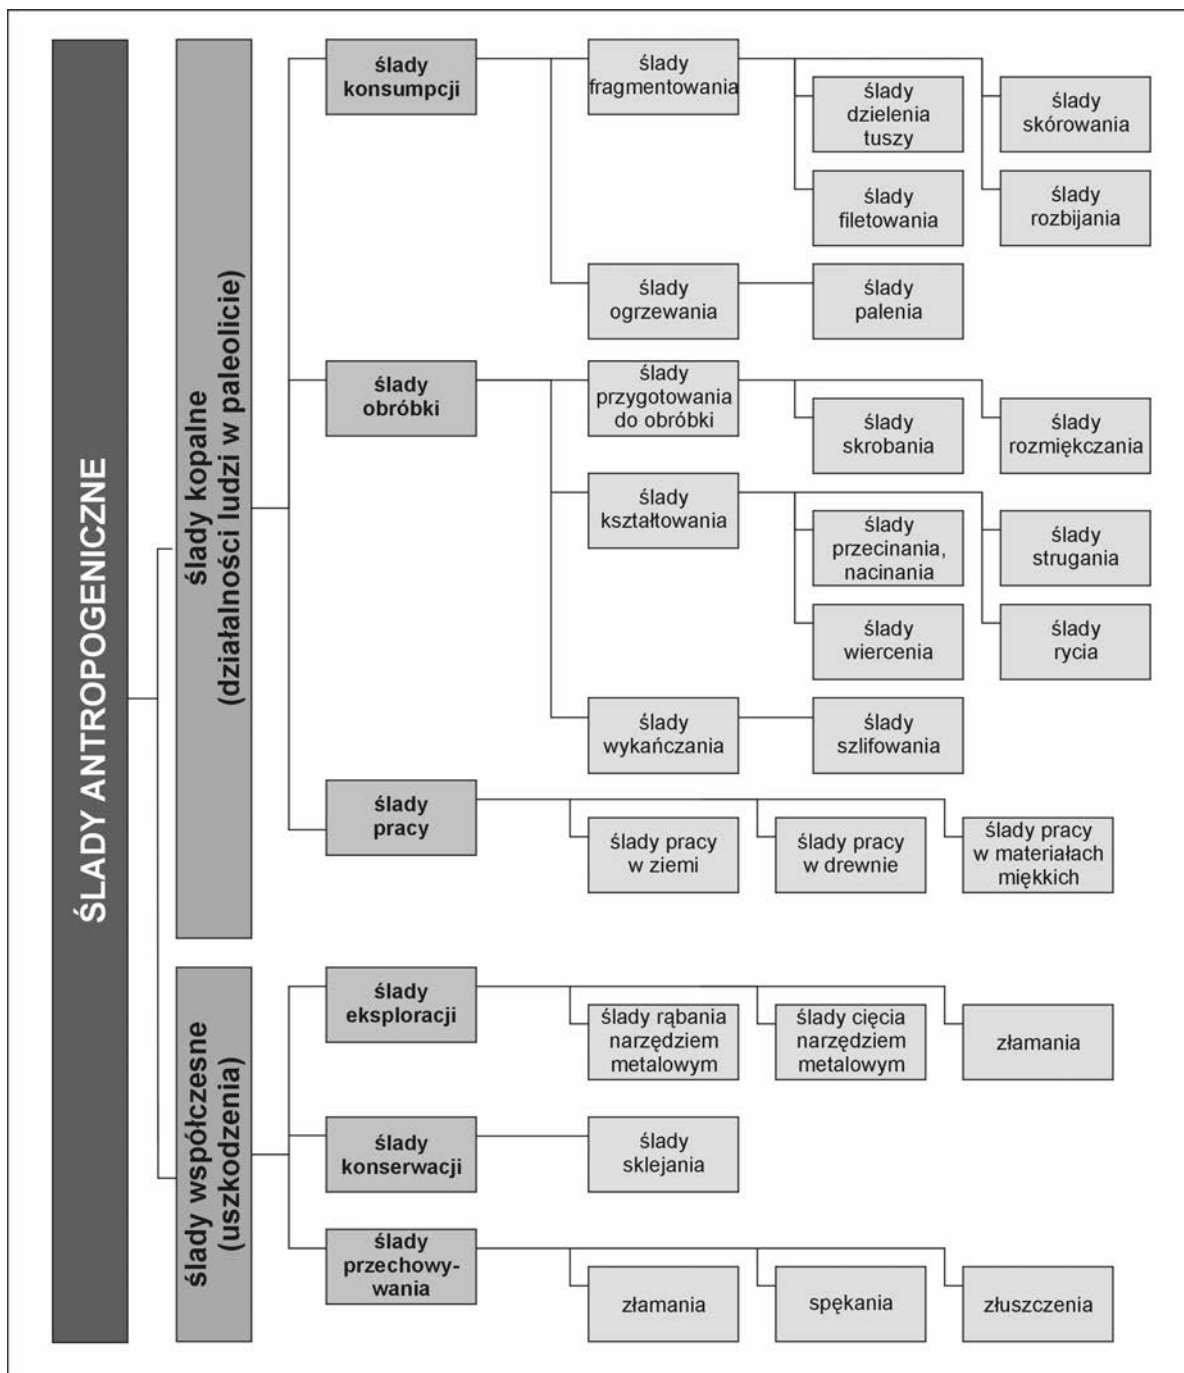 ŚLADY ANTROPOGENICZNE
ślady kopalne
(działalności ludzi w paleolicie)
ślady
konsumpcji
ślady
fragmentowania
ślady
dzielenia
tuszy
ślady
skórowania
ślady
filetowania
ślady
rozbijania
ślady
ogrzewania
ślady
palenia
ślady
obróbki
ślady
przygotowania
do obróbki
ślady
skrobania
ślady
rozmiękczania
ślady
kształtowania
ślady
przecinania,
nacinania
ślady
strugania
ślady
wiercenia
ślady
rycia
ślady
wykańczania
ślady
szlifowania
ślady
pracy
ślady pracy
w ziemi
ślady pracy
w drewnie
ślady pracy
w materiałach
miękkich
ślady współczesne
(uszkodzenia)
ślady
eksploracji
ślady rąbania
narzędziem
metalowym
ślady cięcia
narzędziem
metalowym
złamania
ślady
konserwacji
ślady
sklejania
ślady
przechowy-
wania
złamania
spękania
złuszczenia